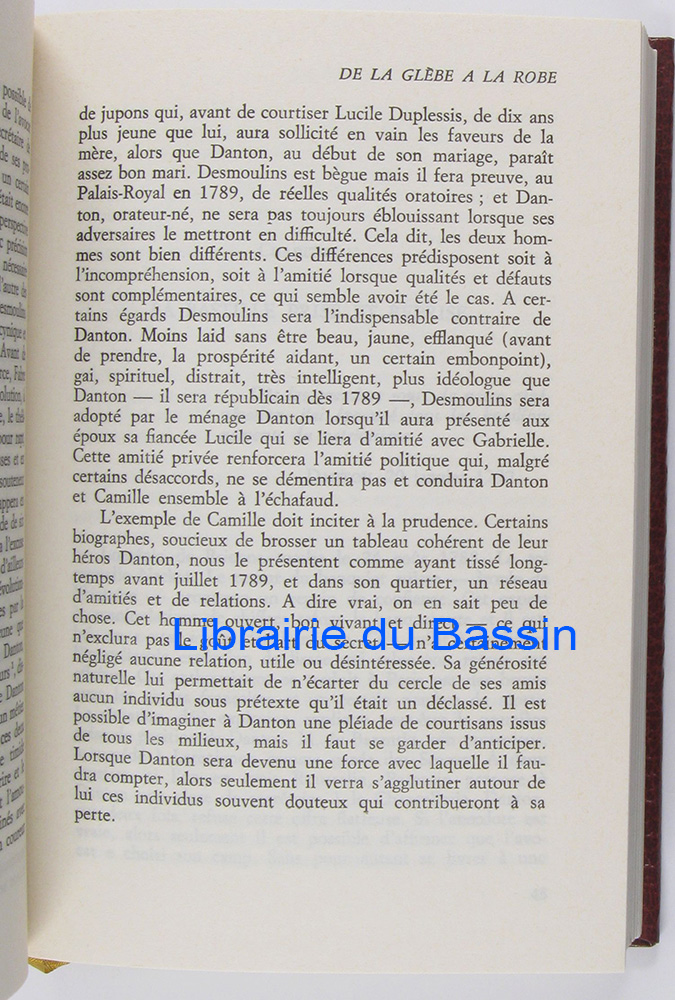 DE LA GLÈBE A LA ROBE
de jupons qui, avant de courtiser Lucile Duplessis, de dix ans
plus jeune que lui, aura sollicité en vain les faveurs de la
mère, alors que Danton, au début de son mariage, paraît
assez bon mari. Desmoulins est bègue mais il fera preuve, au
Palais-Royal en 1789, de réelles qualités oratoires ; et Dan-
ton, orateur-né, ne sera pas toujours éblouissant lorsque ses
adversaires le mettront en difficulté. Cela dit, les deux hom-
mes sont bien différents. Ces différences prédisposent soit à
l'incompréhension, soit à l'amitié lorsque qualités et défauts
sont complémentaires, ce qui semble avoir été le cas. A cer-
tains égards Desmoulins sera l'indispensable contraire de
Danton. Moins laid sans être beau, jaune, efflanqué (avant
de prendre, la prospérité aidant, un certain embonpoint),
gai, spirituel, distrait, très intelligent, plus idéologue que
Danton — il sera républicain dès 1789 —, Desmoulins sera
adopté par le ménage Danton lorsqu'il aura présenté aux
époux sa fiancée Lucile qui se liera d'amitié avec Gabrielle.
Cette amitié privée renforcera l'amitié politique qui, malgré
certains désaccords, ne se démentira pas et conduira Danton
et Camille ensemble à l'échafaud.
L'exemple de Camille doit inciter à la prudence. Certains
biographes, soucieux de brosser un tableau cohérent de leur
héros Danton, nous le présentent comme ayant tissé long-
temps avant juillet 1789, et dans son quartier, un réseau
d'amitiés et de relations. A dire vrai, on en sait peu de
chose. Cet homme ouvert, bon vivant et direct — ce qui
Librairie du Bassin
n'exclura pas le goût et l'art du secret — n'a certainement
négligé aucune relation, utile ou désintéressée. Sa générosité
naturelle lui permettait de n'écarter du cercle de ses amis
aucun individu sous prétexte qu'il était un déclassé. Il est
possible d'imaginer à Danton une pléiade de courtisans issus
de tous les milieux, mais il faut se garder d'anticiper.
Lorsque Danton sera devenu une force avec laquelle il fau-
dra compter, alors seulement il verra s'agglutiner autour de
lui ces individus souvent douteux qui contribueront à sa
perte.